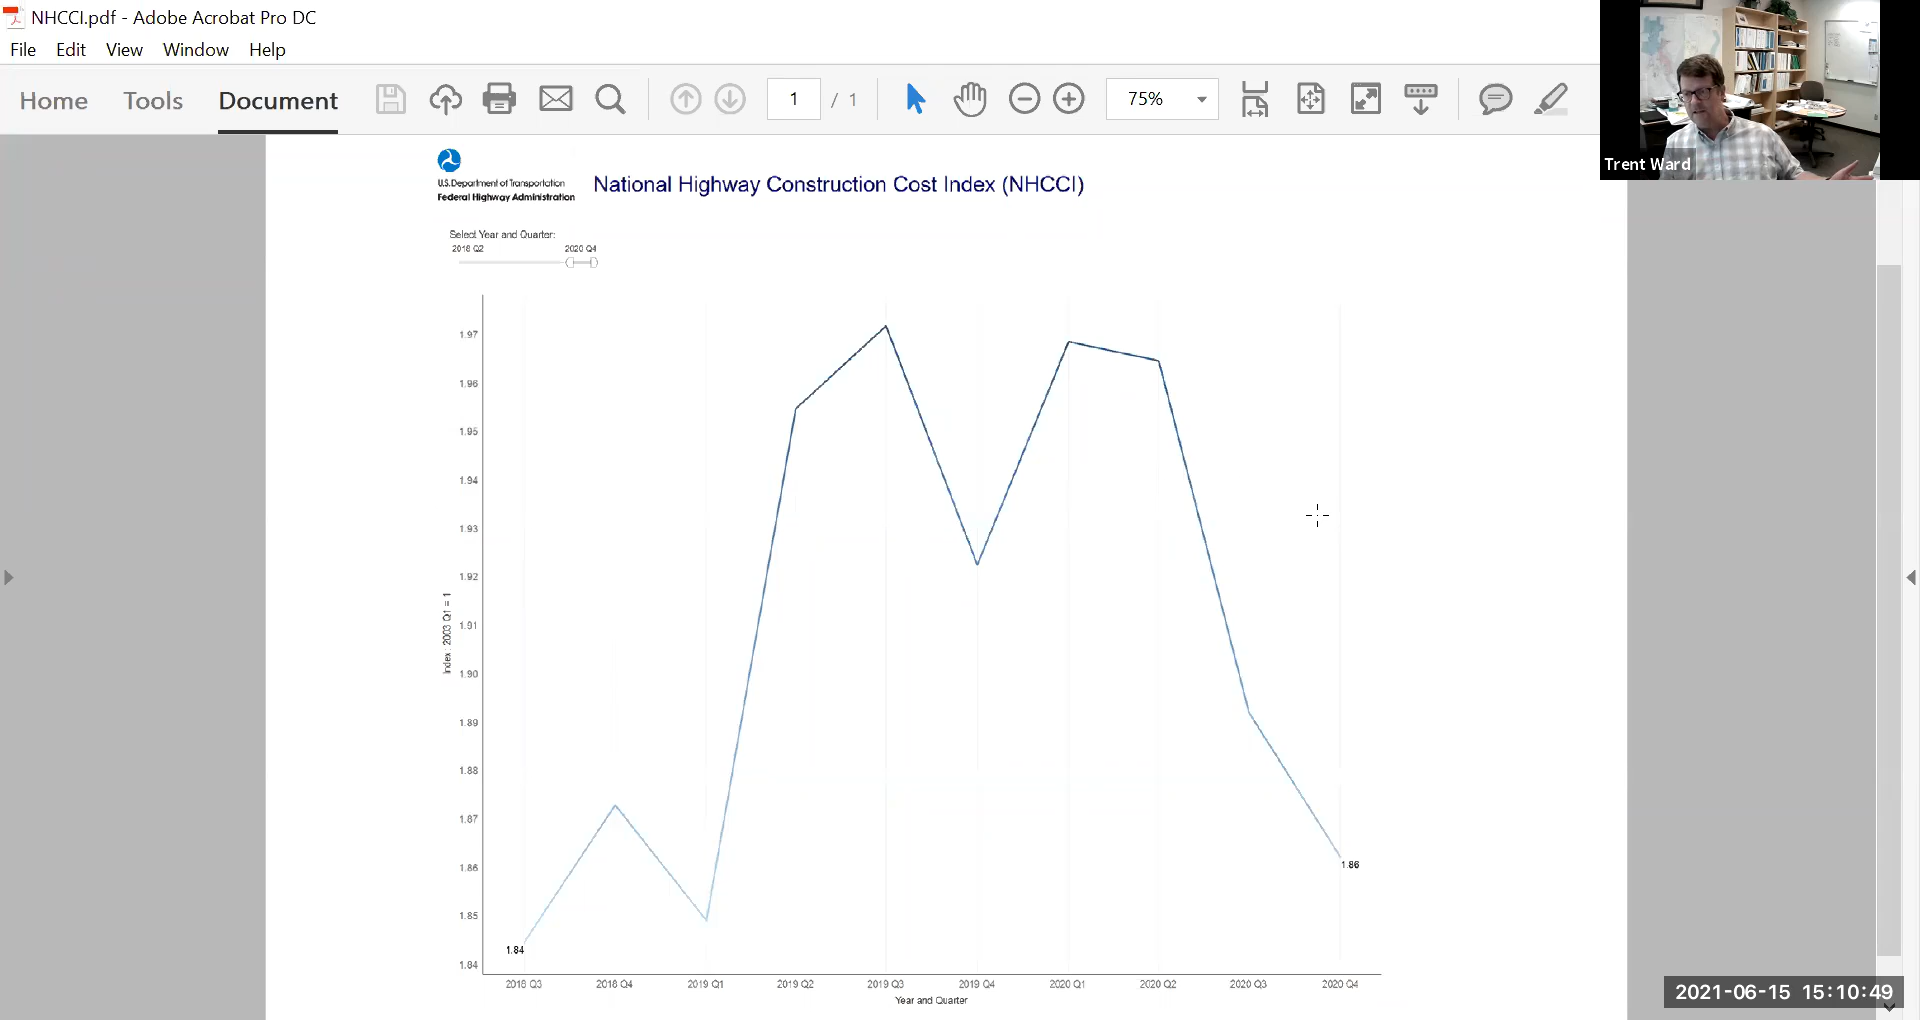 NHCCI.pdf - Adobe Acrobat Pro DC
File Edit View Window Help
Home Tools Document 1 / 1 75%
Trent Ward
U.S. Department of Transportation
Federal Highway Administration
National Highway Construction Cost Index (NHCCI)
Select Year and Quarter:
2018 Q2 2020 Q4
1.97
1.96
1.95
1.94
1.93
1.92
1.91
1.90
1.89
1.88
1.87
1.86
1.85
1.84
Index: 2003 Q1 = 1
1.84
1.86
2018 Q3 2018 Q4 2019 Q1 2019 Q2 2019 Q3 2019 Q4 2020 Q1 2020 Q2 2020 Q3 2020 Q4
Year and Quarter
2021-06-15 15:10:49